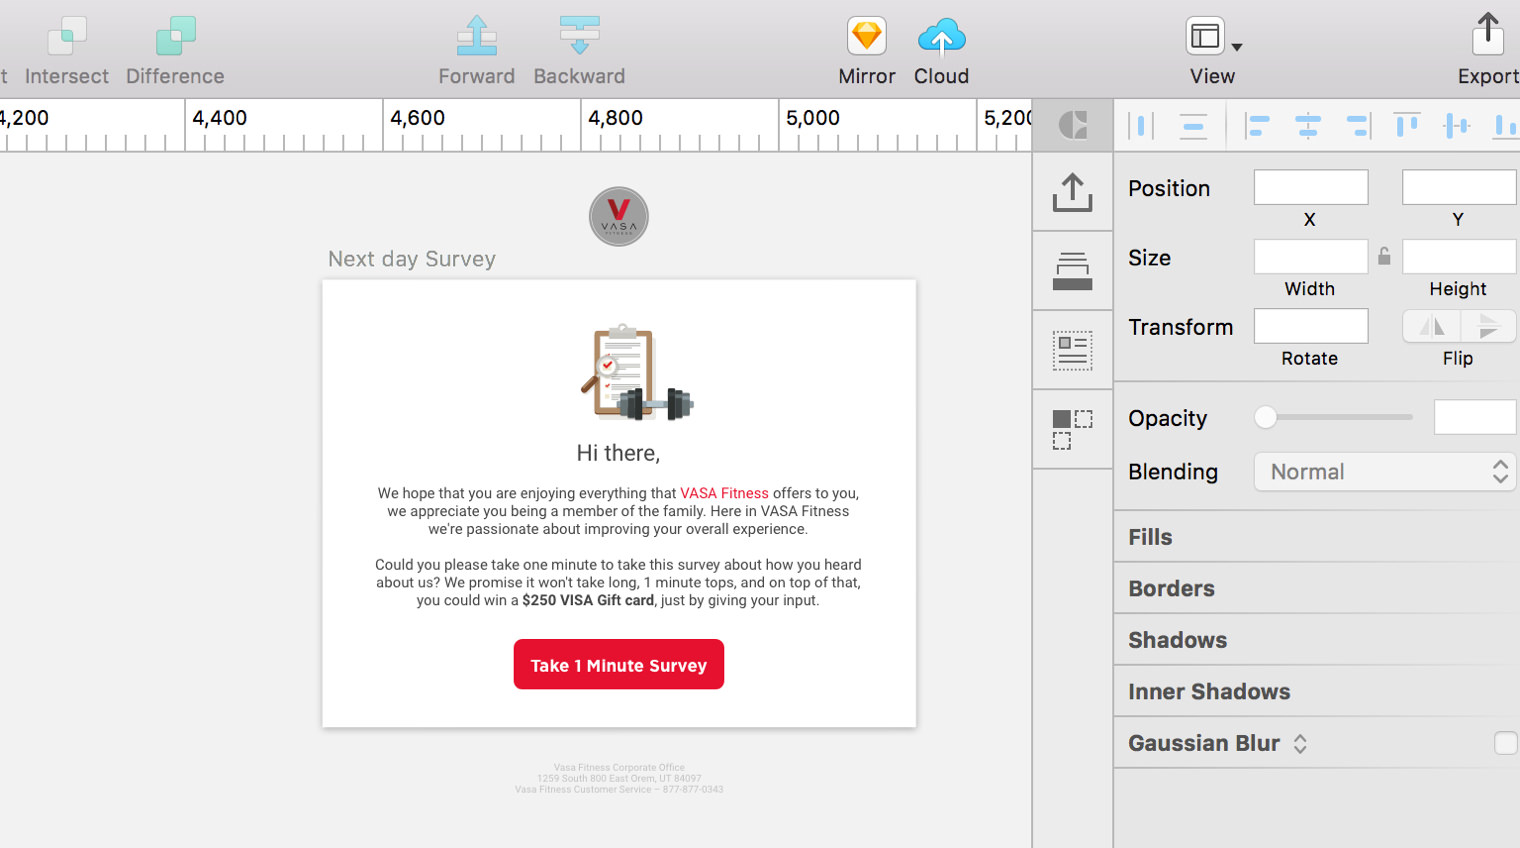 t Intersect Difference Forward Backward Mirror Cloud View Export
4,200 4,400 4,600 4,800 5,000 5,200
VASA
FITNESS
Next day Survey
Hi there,
We hope that you are enjoying everything that VASA Fitness offers to you,
we appreciate you being a member of the family. Here in VASA Fitness
we're passionate about improving your overall experience.
Could you please take one minute to take this survey about how you heard
about us? We promise it won't take long, 1 minute tops, and on top of that,
you could win a $250 VISA Gift card, just by giving your input.
Take 1 Minute Survey
Vasa Fitness Corporate Office
1259 South 800 East Orem, UT 84097
Vasa Fitness Customer Service – 877-877-0343
Position
X Y
Size
Width Height
Transform
Rotate Flip
Opacity
Blending Normal
Fills
Borders
Shadows
Inner Shadows
Gaussian Blur